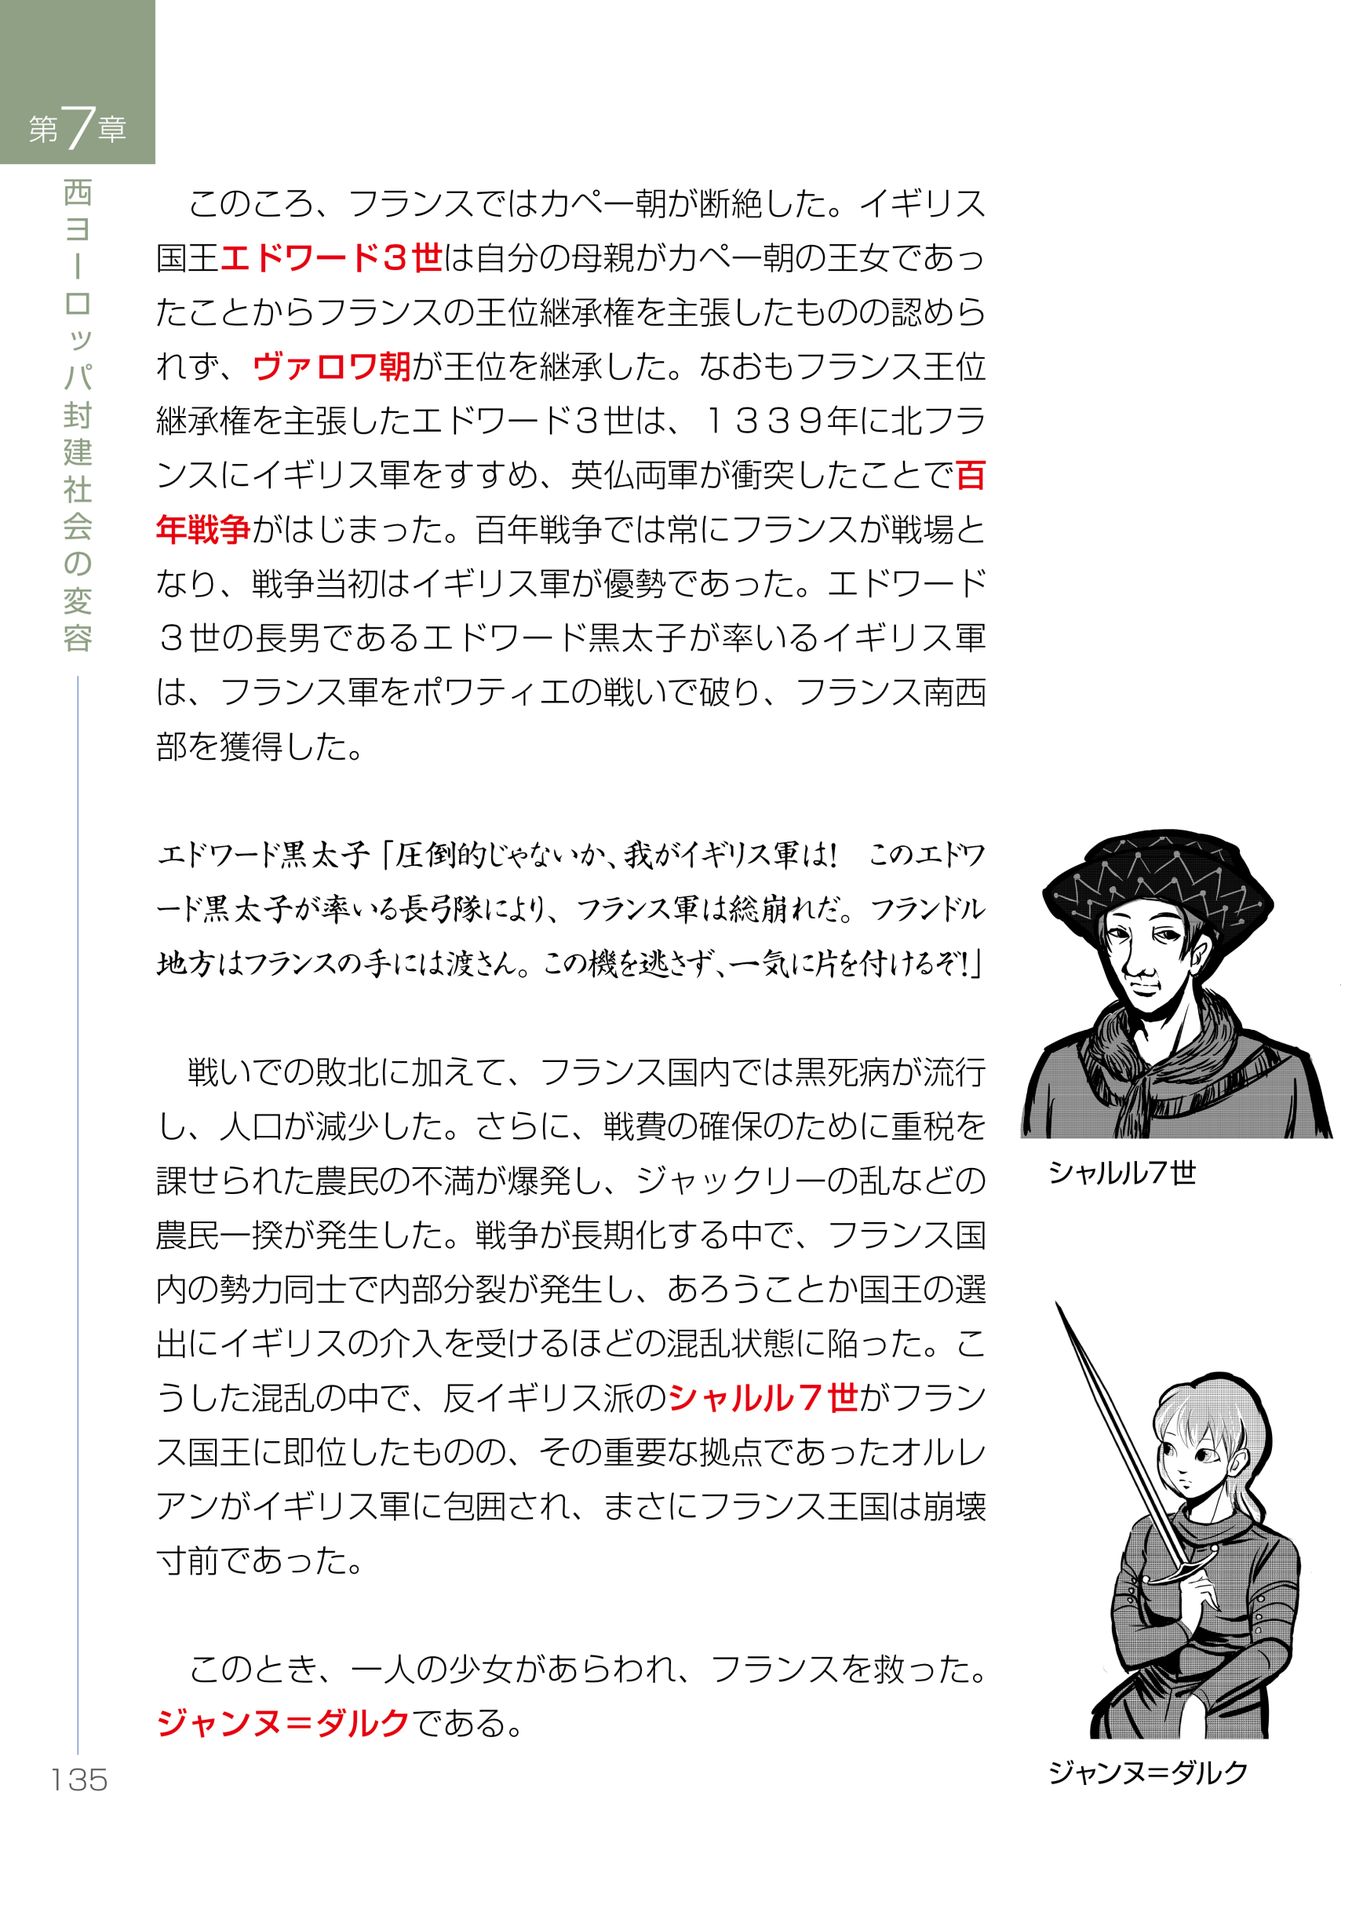 第7章
西ヨーロッパ封建社会の変容
　このころ、フランスではカペー朝が断絶した。イギリス
国王エドワード３世は自分の母親がカペー朝の王女であっ
たことからフランスの王位継承権を主張したものの認めら
れず、ヴァロワ朝が王位を継承した。なおもフランス王位
継承権を主張したエドワード３世は、１３３９年に北フラ
ンスにイギリス軍をすすめ、英仏両軍が衝突したことで百
年戦争がはじまった。百年戦争では常にフランスが戦場と
なり、戦争当初はイギリス軍が優勢であった。エドワード
３世の長男であるエドワード黒太子が率いるイギリス軍
は、フランス軍をポワティエの戦いで破り、フランス南西
部を獲得した。
エドワード黒太子「圧倒的じゃないか、我がイギリス軍は！　このエドワ
ード黒太子が率いる長弓隊により、フランス軍は総崩れだ。フランドル
地方はフランスの手には渡さん。この機を逃さず、一気に片を付けるぞ！」
　戦いでの敗北に加えて、フランス国内では黒死病が流行
し、人口が減少した。さらに、戦費の確保のために重税を
課せられた農民の不満が爆発し、ジャックリーの乱などの
農民一揆が発生した。戦争が長期化する中で、フランス国
内の勢力同士で内部分裂が発生し、あろうことか国王の選
出にイギリスの介入を受けるほどの混乱状態に陥った。こ
うした混乱の中で、反イギリス派のシャルル７世がフラン
ス国王に即位したものの、その重要な拠点であったオルレ
アンがイギリス軍に包囲され、まさにフランス王国は崩壊
寸前であった。
　このとき、一人の少女があらわれ、フランスを救った。
ジャンヌ＝ダルクである。
シャルル7世
ジャンヌ＝ダルク
135